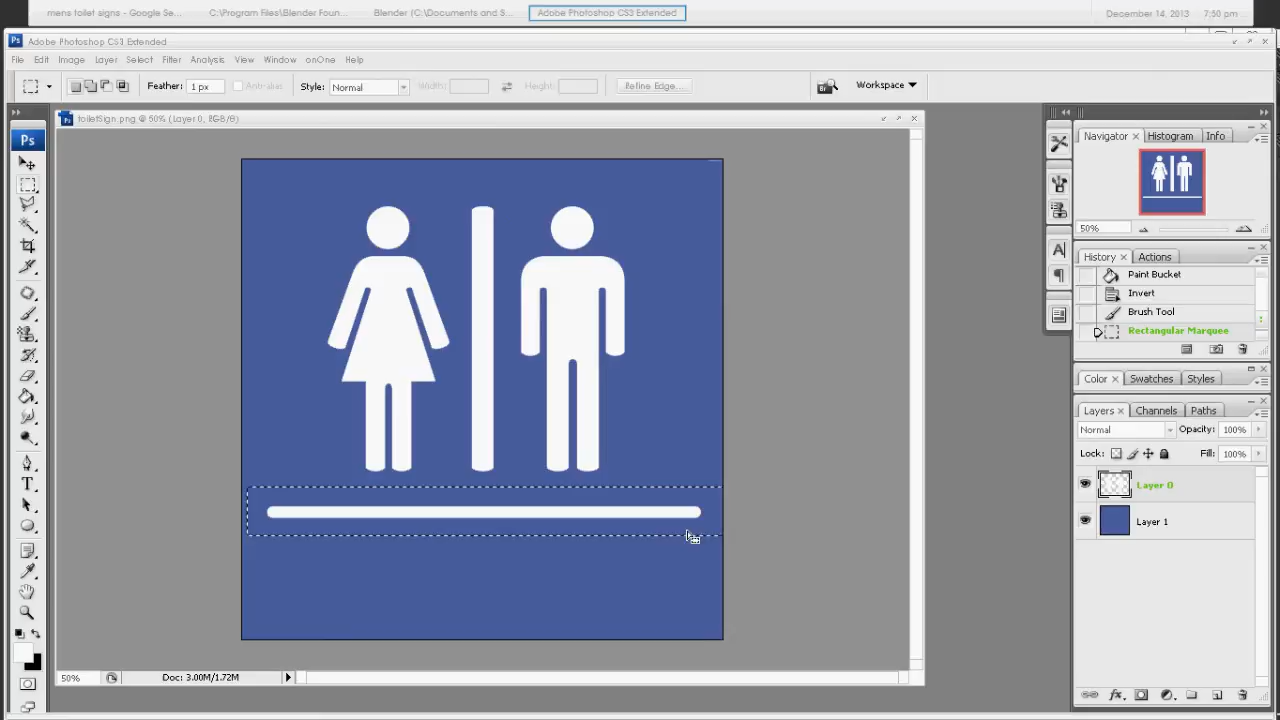 mens toilet signs - Google Se... C:\Program Files\Blender Foun... Blender (C:\Documents and S... Adobe Photoshop CS3 Extended December 14, 2013 7:50 pm
Ps Adobe Photoshop CS3 Extended
File Edit Image Layer Select Filter Analysis View Window onOne Help
Feather: 1 px Anti-alias Style: Normal Width: Height: Refine Edge... Workspace
toiletSign.png @ 50% (Layer 0, RGB/8)
Ps
Navigator Histogram Info
50%
History Actions
Paint Bucket
Invert
Brush Tool
Rectangular Marquee
Color Swatches Styles
Layers Channels Paths
Normal Opacity: 100%
Lock: Fill: 100%
Layer 0
Layer 1
50% Doc: 3.00M/1.72M